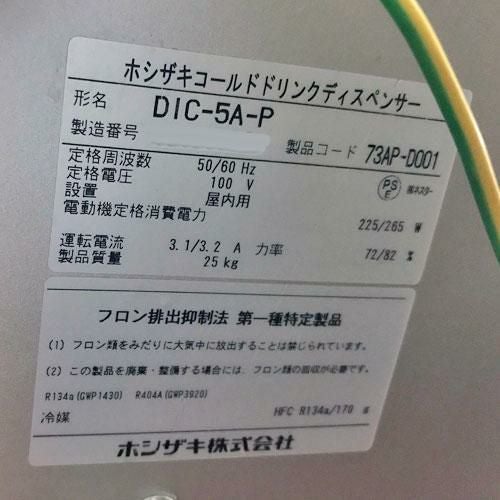 ホシザキコールドドリンクディスペンサー
形名 DIC-5A-P
製造番号
製品コード 73AP-D001
定格周波数 50/60 Hz
定格電圧 100 V
設置 屋内用
電動機定格消費電力 225/265 W
運転電流 3.1/3.2 A 力率 72/82 %
製品質量 25 kg
PS E ㈱ネスター
フロン排出抑制法 第一種特定製品
(1) フロン類をみだりに大気中に放出することは禁じられています。
(2) この製品を廃棄・整備する場合には、フロン類の回収が必要です。
R134a(GWP1430) R404A(GWP3920)
冷媒 HFC R134a/170 g
ホシザキ株式会社